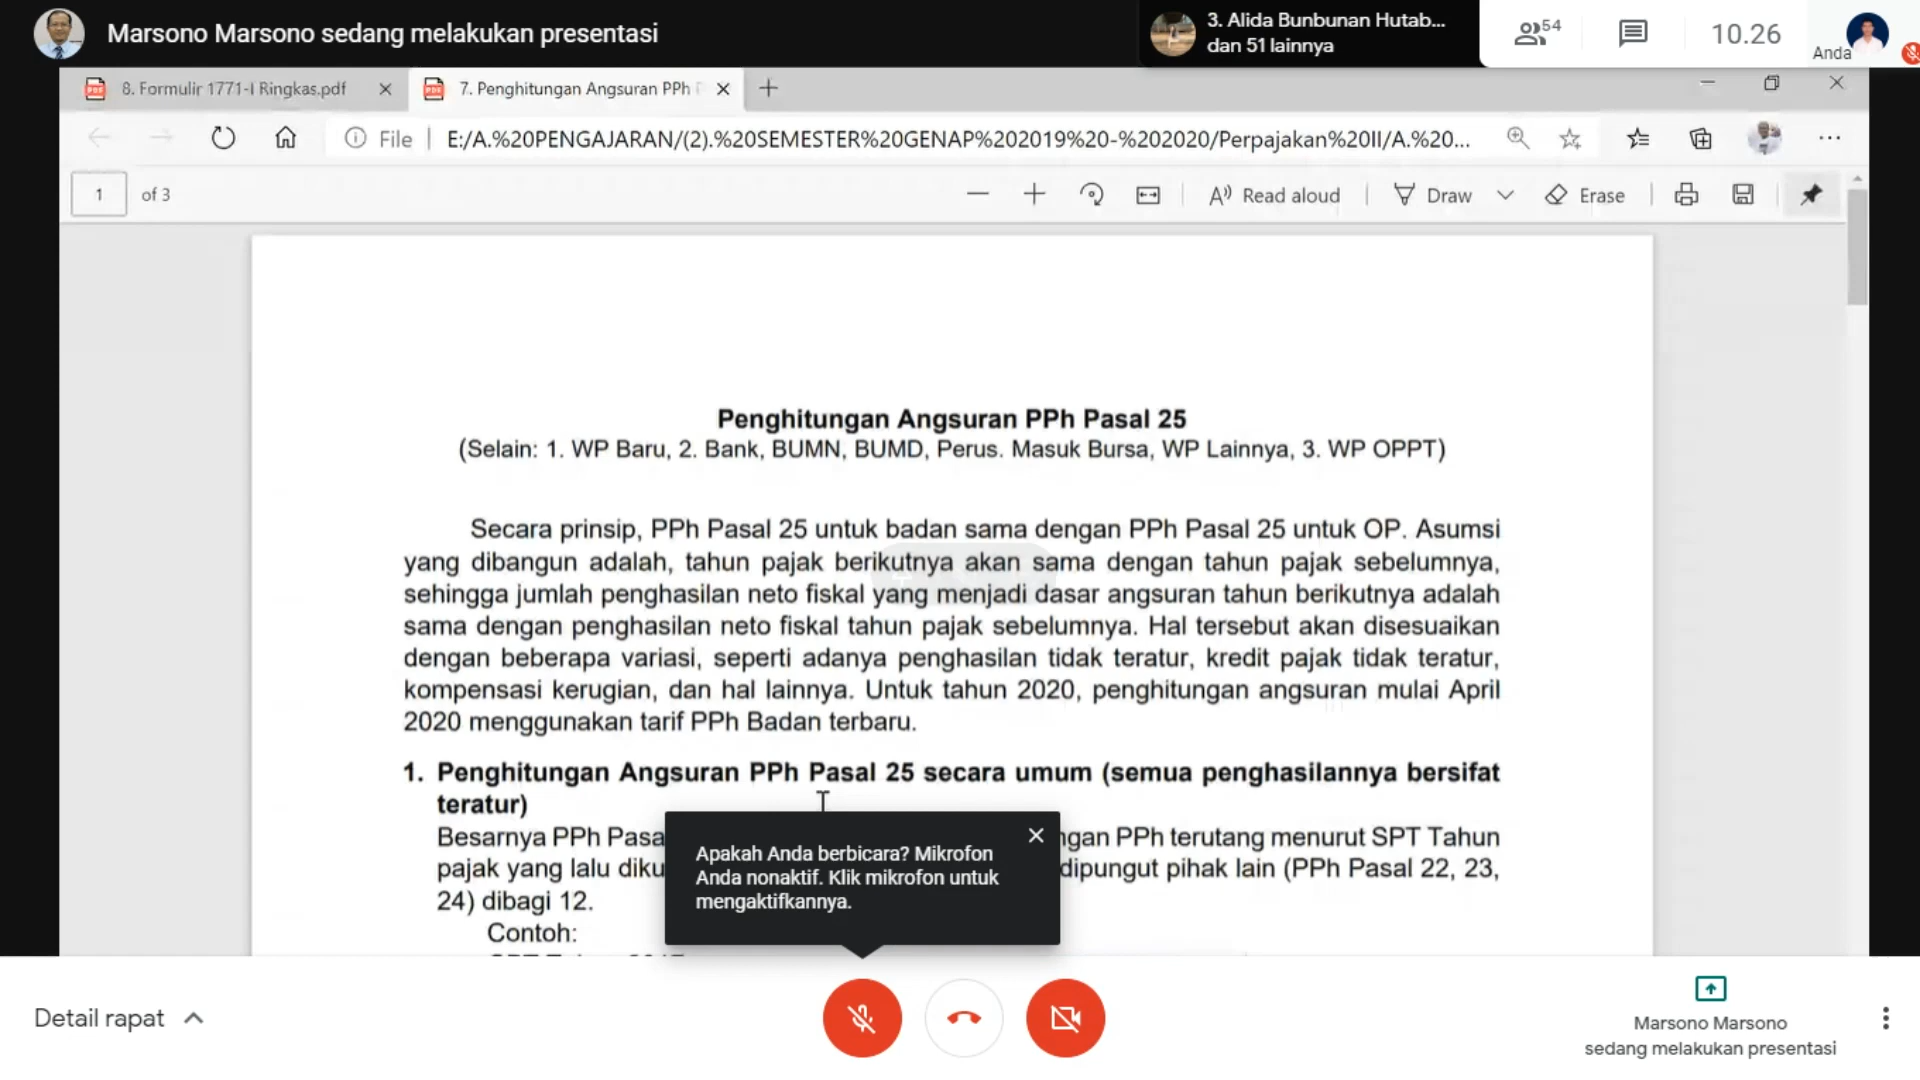 Marsono Marsono sedang melakukan presentasi
3. Alida Bunbunan Hutab...
dan 51 lainnya
54
10.26
Anda
8. Formulir 1771-I Ringkas.pdf
7. Penghitungan Angsuran PPh
File
E:/A.%20PENGAJARAN/(2).%20SEMESTER%20GENAP%202019%20-%202020/Perpajakan%20II/A.%20...
1 of 3
Read aloud
Draw
Erase
Penghitungan Angsuran PPh Pasal 25
(Selain: 1. WP Baru, 2. Bank, BUMN, BUMD, Perus. Masuk Bursa, WP Lainnya, 3. WP OPPT)
Secara prinsip, PPh Pasal 25 untuk badan sama dengan PPh Pasal 25 untuk OP. Asumsi
yang dibangun adalah, tahun pajak berikutnya akan sama dengan tahun pajak sebelumnya,
sehingga jumlah penghasilan neto fiskal yang menjadi dasar angsuran tahun berikutnya adalah
sama dengan penghasilan neto fiskal tahun pajak sebelumnya. Hal tersebut akan disesuaikan
dengan beberapa variasi, seperti adanya penghasilan tidak teratur, kredit pajak tidak teratur,
kompensasi kerugian, dan hal lainnya. Untuk tahun 2020, penghitungan angsuran mulai April
2020 menggunakan tarif PPh Badan terbaru.
1. Penghitungan Angsuran PPh Pasal 25 secara umum (semua penghasilannya bersifat
teratur)
Besarnya PPh Pasa ngan PPh terutang menurut SPT Tahun
pajak yang lalu diku dipungut pihak lain (PPh Pasal 22, 23,
24) dibagi 12.
Contoh:
Apakah Anda berbicara? Mikrofon
Anda nonaktif. Klik mikrofon untuk
mengaktifkannya.
Detail rapat
Marsono Marsono
sedang melakukan presentasi